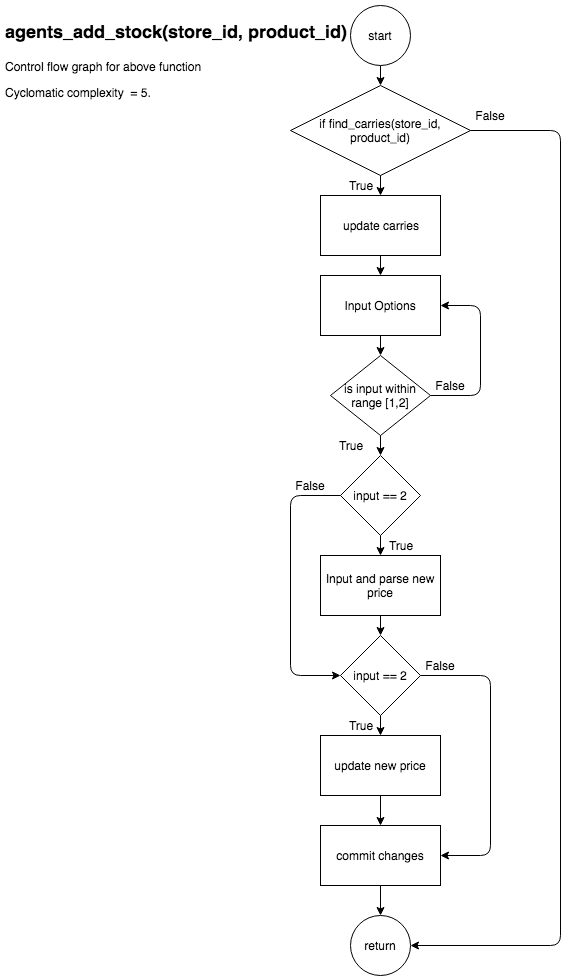 agents_add_stock(store_id, product_id)
start
Control flow graph for above function
Cyclomatic complexity  = 5.
if find_carries(store_id,
product_id)
False
True
update carries
Input Options
is input within
range [1,2]
False
True
input == 2
False
True
Input and parse new
price
input == 2
False
True
update new price
commit changes
return